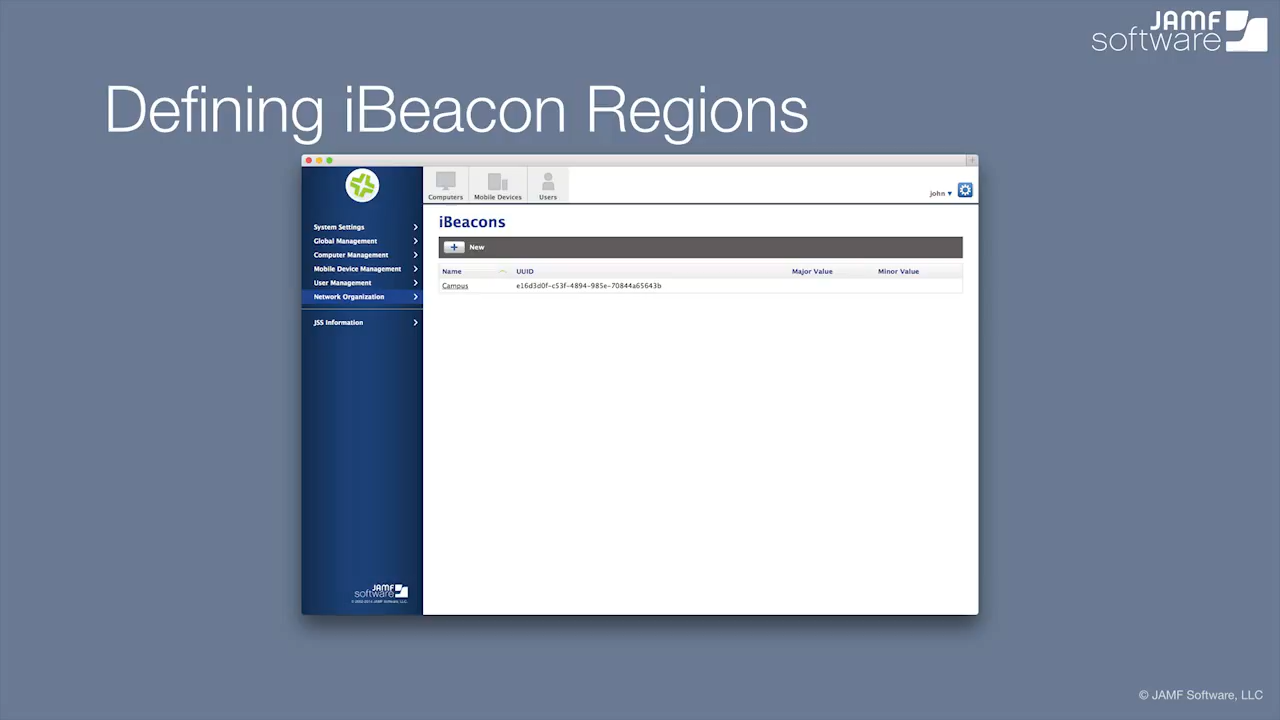 JAMF
software
Defining iBeacon Regions
Computers
Mobile Devices
Users
john
System Settings
Global Management
Computer Management
Mobile Device Management
User Management
Network Organization
JSS Information
iBeacons
New
Name UUID Major Value Minor Value
Campus e16d3d0f-c53f-4894-985e-70844a65643b
JAMF
software
© JAMF Software, LLC